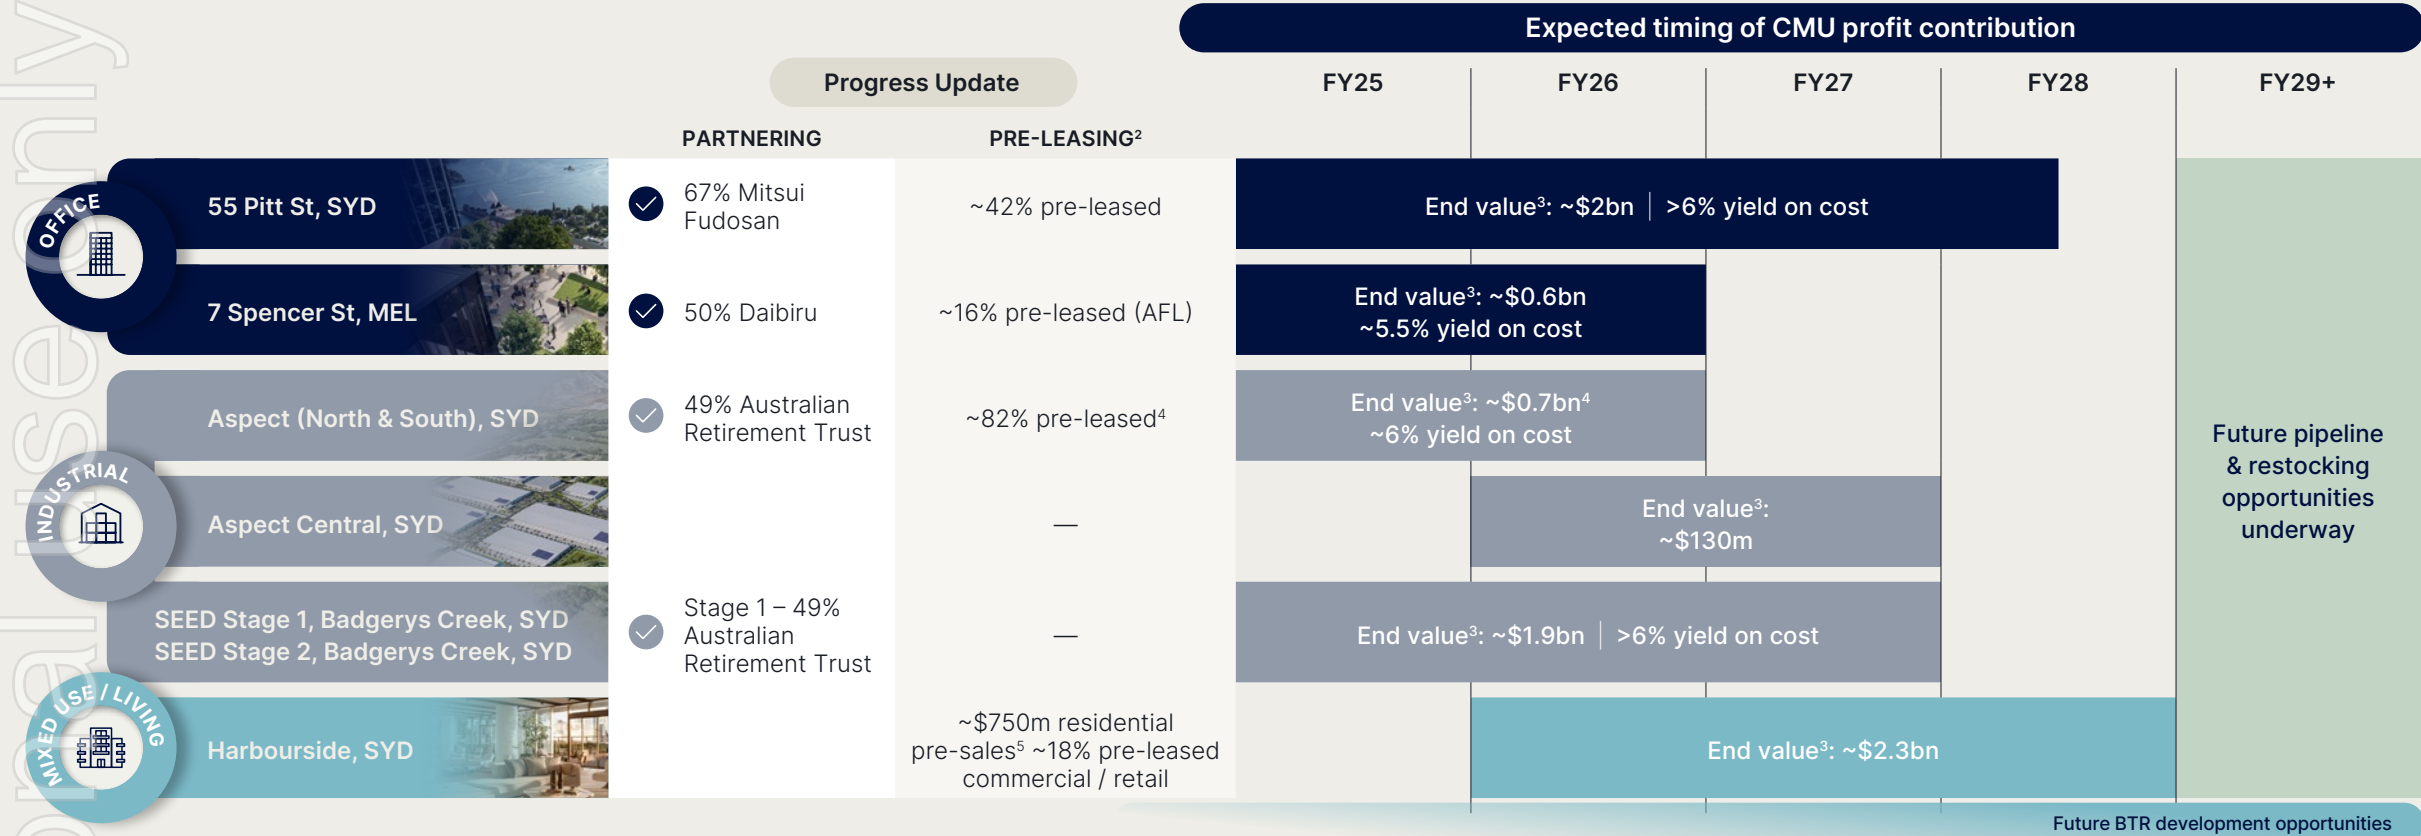 Expected timing of CMU profit contribution
Progress Update
FY25
FY26
FY27
FY28
FY29+
PARTNERING
PRE-LEASING²
OFFICE
55 Pitt St, SYD
67% Mitsui
Fudosan
~42% pre-leased
End value³: ~$2bn | >6% yield on cost
7 Spencer St, MEL
50% Daibiru
~16% pre-leased (AFL)
End value³: ~$0.6bn
~5.5% yield on cost
INDUSTRIAL
Aspect (North & South), SYD
49% Australian
Retirement Trust
~82% pre-leased⁴
End value³: ~$0.7bn⁴
~6% yield on cost
Aspect Central, SYD
—
End value³:
~$130m
SEED Stage 1, Badgerys Creek, SYD
SEED Stage 2, Badgerys Creek, SYD
Stage 1 – 49%
Australian
Retirement Trust
—
End value³: ~$1.9bn | >6% yield on cost
MIXED USE / LIVING
Harbourside, SYD
~$750m residential
pre-sales⁵ ~18% pre-leased
commercial / retail
End value³: ~$2.3bn
Future pipeline
& restocking
opportunities
underway
Future BTR development opportunities
onal use only